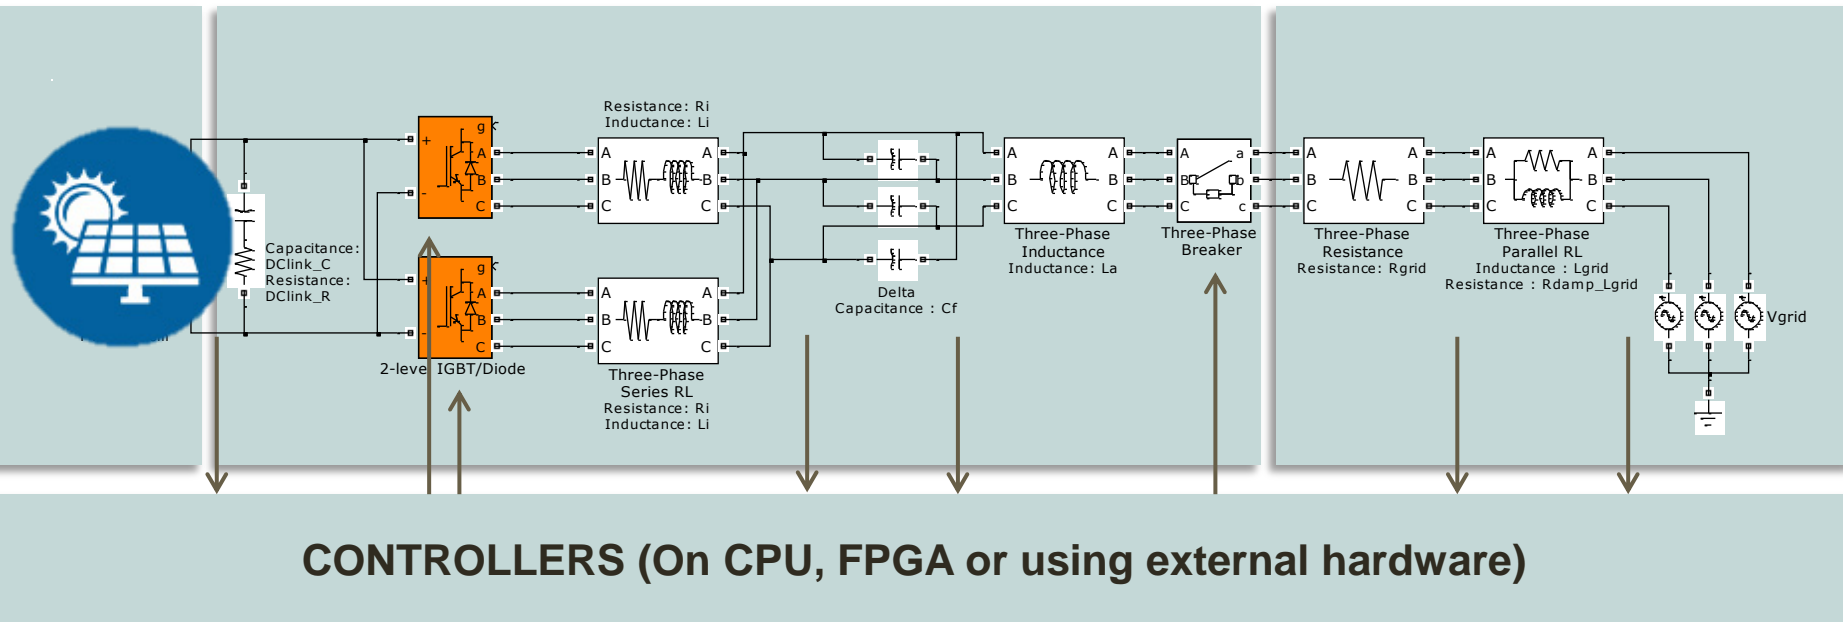 Resistance: Ri
Inductance: Li
g
+
A
B
C
-
A
B
C
A
B
C
A
B
C
A
B
C
A
B
C
a
b
c
A
B
C
A
B
C
A
B
C
A
B
C
Capacitance:
DClink_C
Resistance:
DClink_R
Three-Phase
Inductance
Inductance: La
Three-Phase
Breaker
Three-Phase
Resistance
Resistance: Rgrid
Three-Phase
Parallel RL
Inductance : Lgrid
Resistance : Rdamp_Lgrid
g
+
A
B
C
-
A
B
C
A
B
C
Delta
Capacitance : Cf
Vgrid
2-level IGBT/Diode
Three-Phase
Series RL
Resistance: Ri
Inductance: Li
CONTROLLERS (On CPU, FPGA or using external hardware)